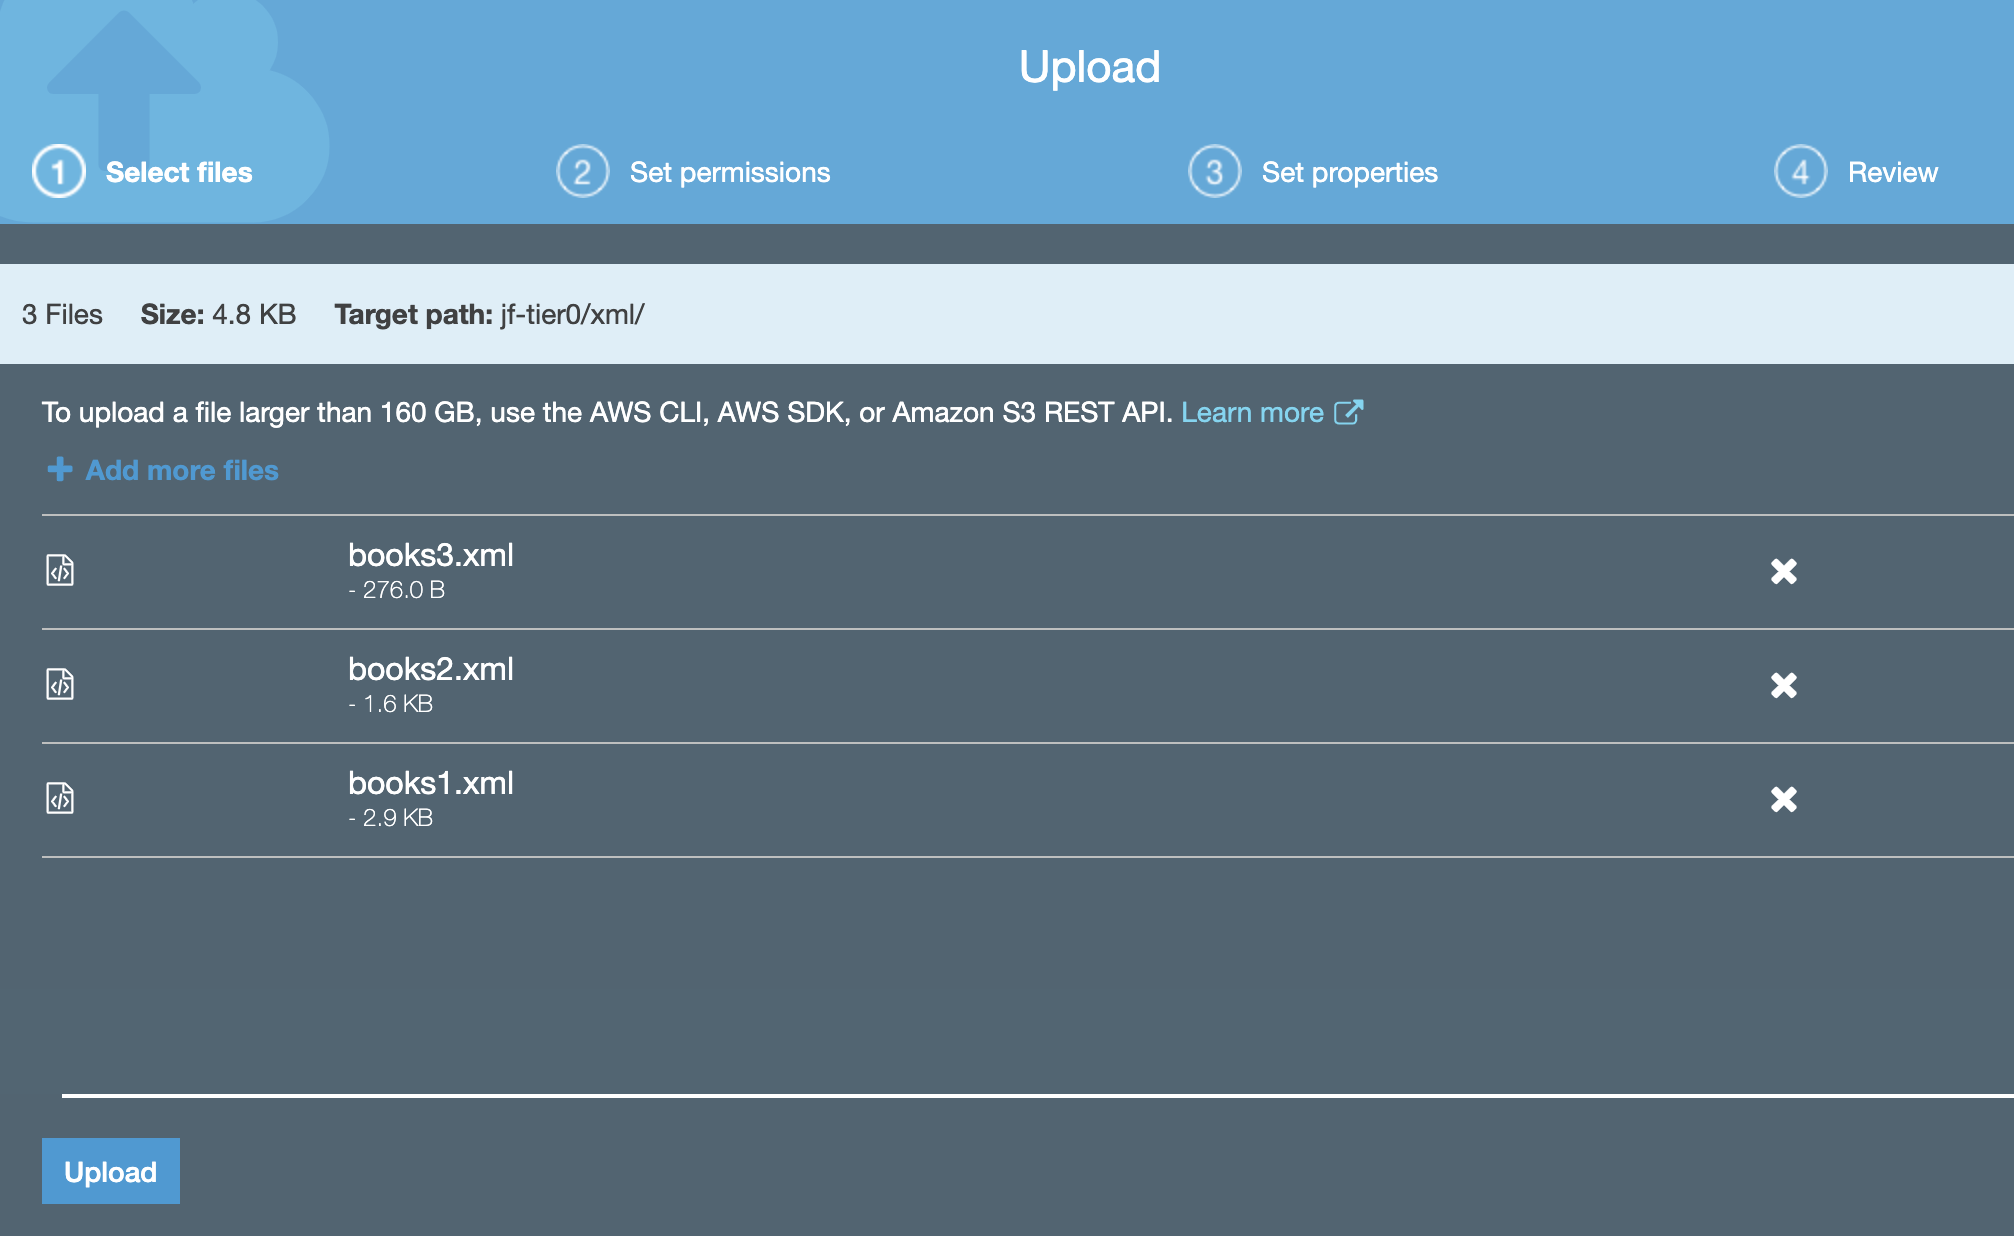 Upload
1 Select files
2 Set permissions
3 Set properties
4 Review
3 Files Size: 4.8 KB Target path: jf-tier0/xml/
To upload a file larger than 160 GB, use the AWS CLI, AWS SDK, or Amazon S3 REST API. Learn more
Add more files
books3.xml
- 276.0 B
books2.xml
- 1.6 KB
books1.xml
- 2.9 KB
Upload